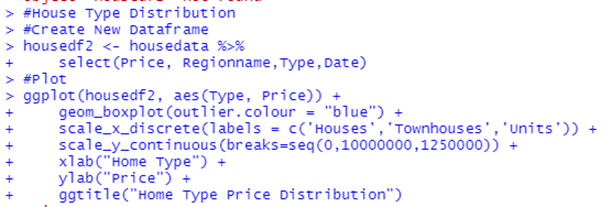 > #House Type Distribution
> #Create New Dataframe
> housedf2 <- housedata %>%
+     select(Price, Regionname,Type,Date)
> #Plot
> ggplot(housedf2, aes(Type, Price)) +
+     geom_boxplot(outlier.colour = "blue") +
+     scale_x_discrete(labels = c('Houses','Townhouses','Units')) +
+     scale_y_continuous(breaks=seq(0,10000000,1250000)) +
+     xlab("Home Type") +
+     ylab("Price") +
+     ggtitle("Home Type Price Distribution")